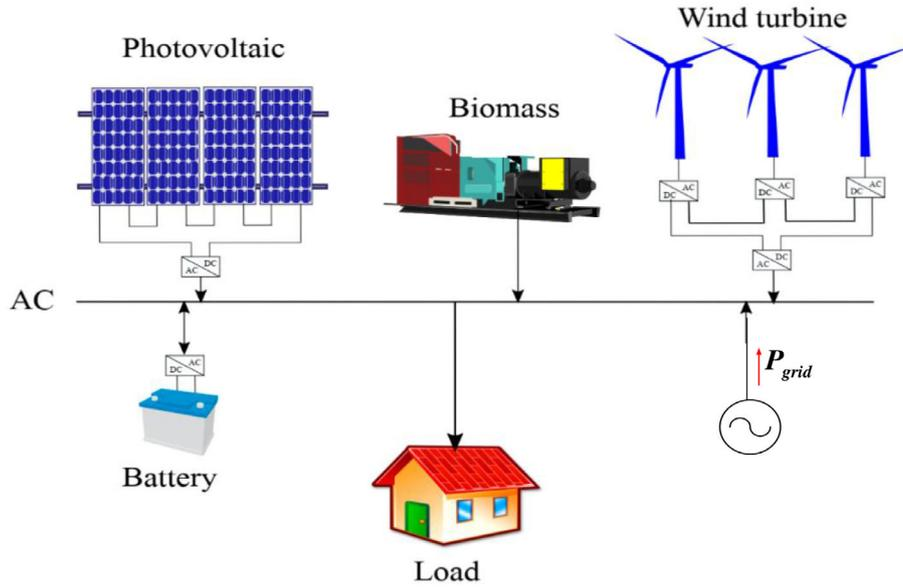 Wind turbine
Photovoltaic
Biomass
AC
DC
AC
DC
AC
DC
AC
AC
DC
AC
DC
AC
AC
DC
P_grid
Battery
Load